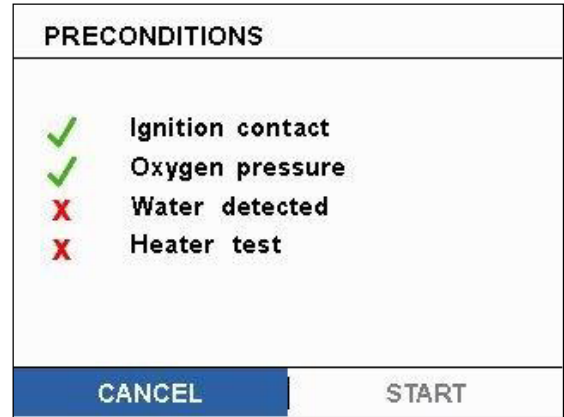 PRECONDITIONS
Ignition contact
Oxygen pressure
X Water detected
X Heater test
CANCEL START